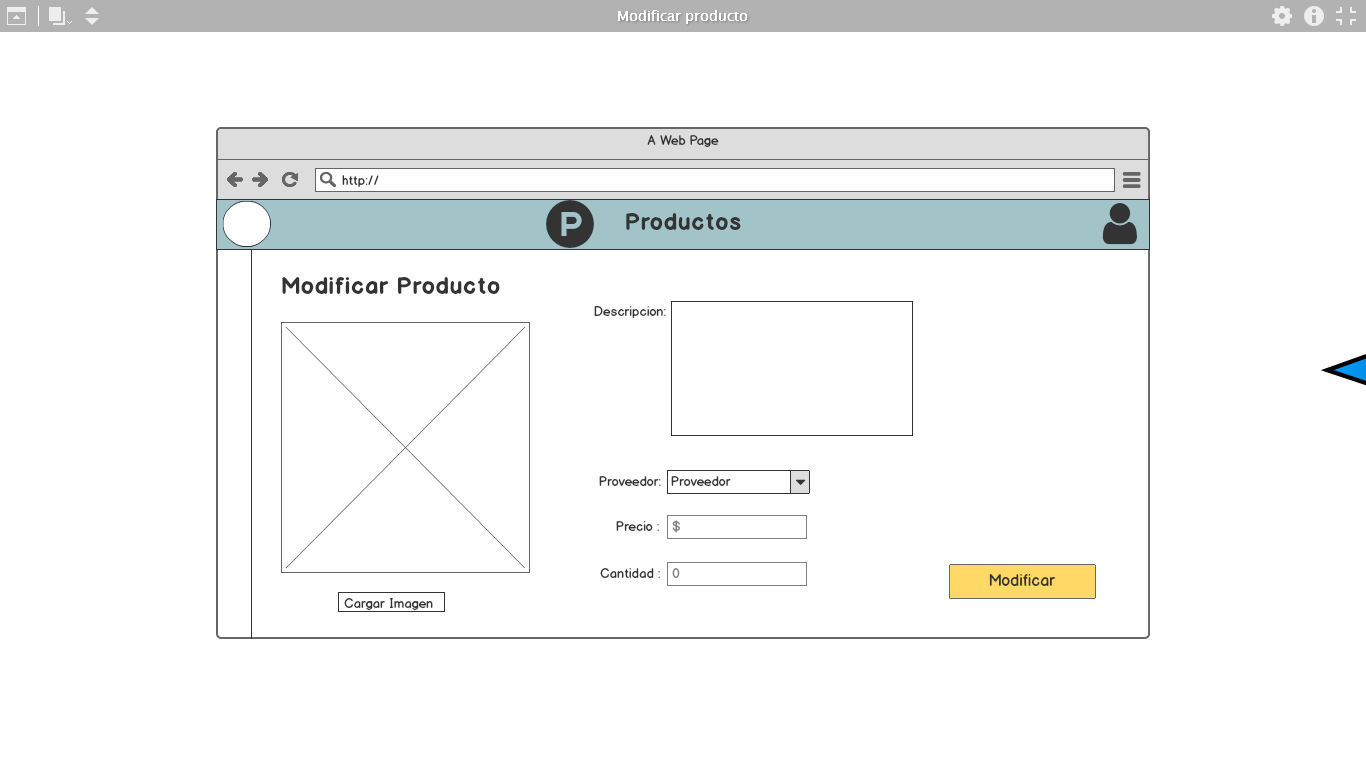 Modificar producto
A Web Page
http://
P Productos
Modificar Producto
Descripcion:
Proveedor: Proveedor
Precio : $
Cantidad : 0
Modificar
Cargar Imagen